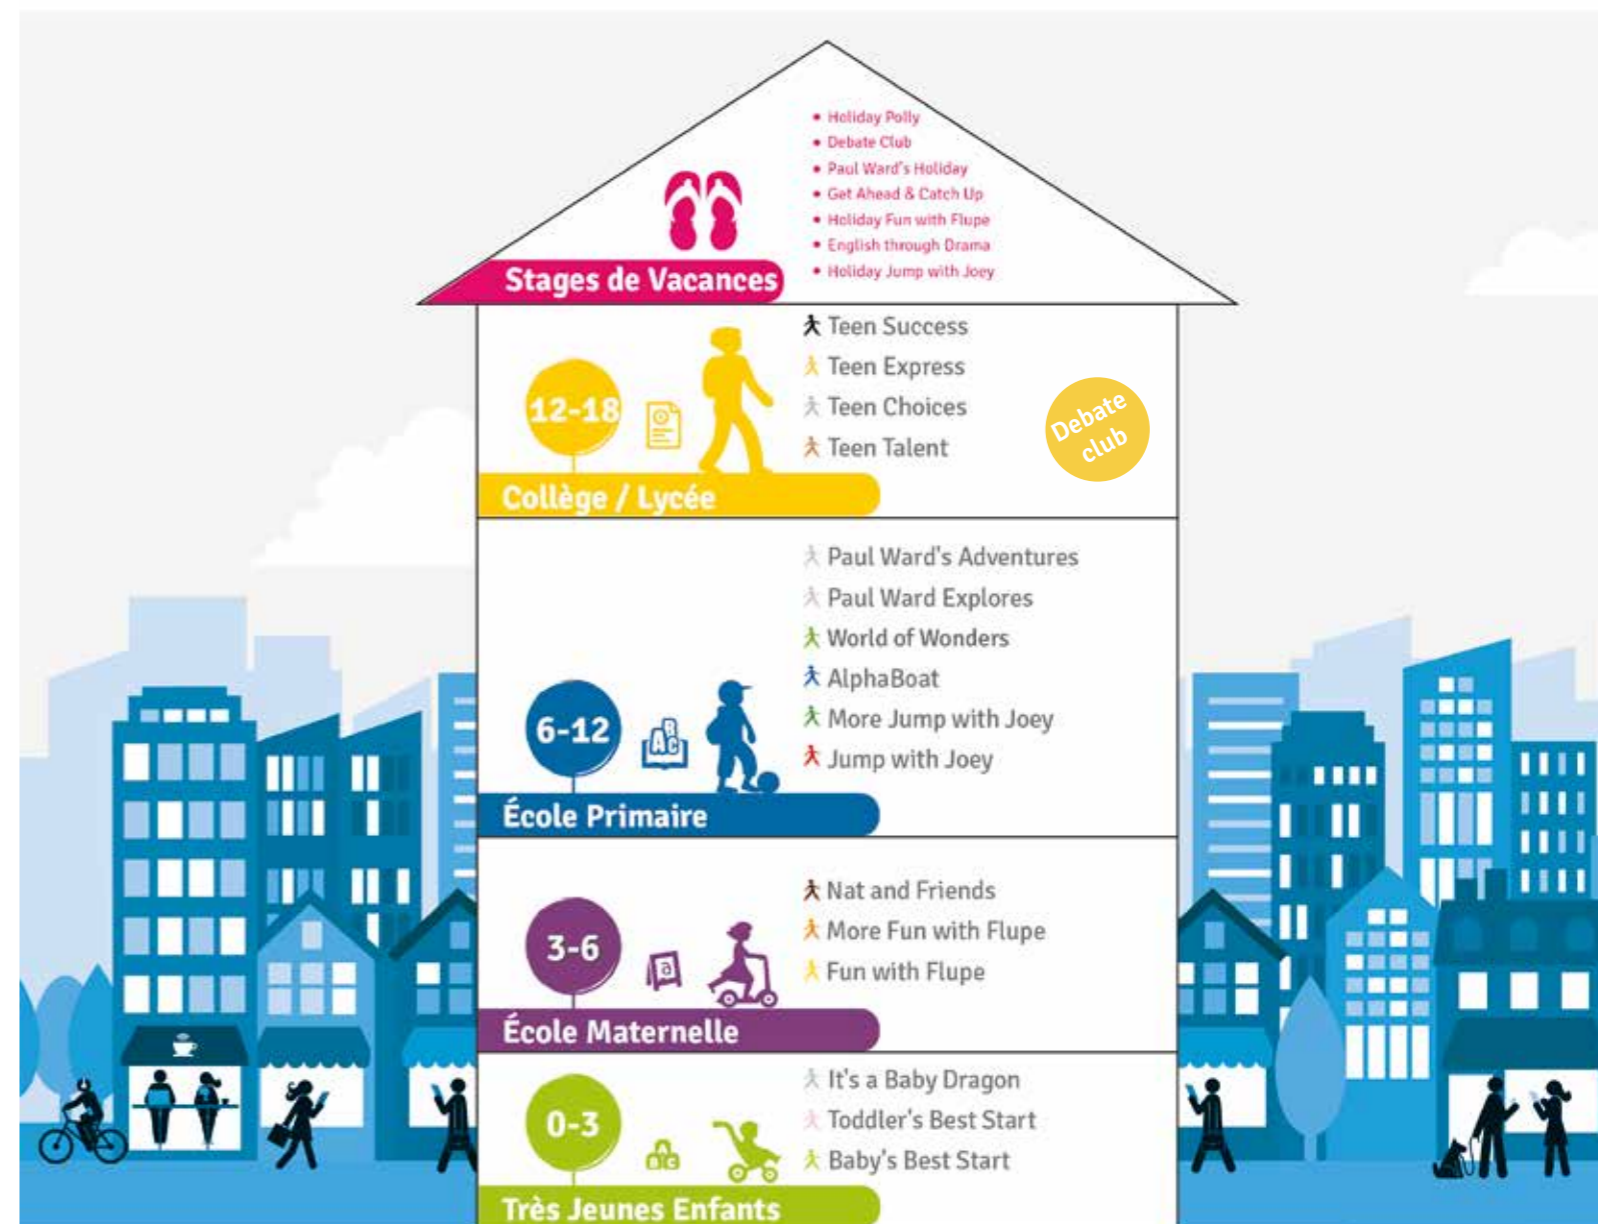 Holiday Polly
Debate Club
Paul Ward's Holiday
Get Ahead & Catch Up
Holiday Fun with Flupe
English through Drama
Holiday Jump with Joey
Stages de Vacances
Teen Success
Teen Express
Teen Choices
Teen Talent
12-18
Debate
club
Collège / Lycée
Paul Ward's Adventures
Paul Ward Explores
World of Wonders
AlphaBoat
More Jump with Joey
Jump with Joey
6-12
ABC
École Primaire
Nat and Friends
More Fun with Flupe
Fun with Flupe
3-6
a
École Maternelle
It's a Baby Dragon
Toddler's Best Start
Baby's Best Start
0-3
A
B C
Très Jeunes Enfants